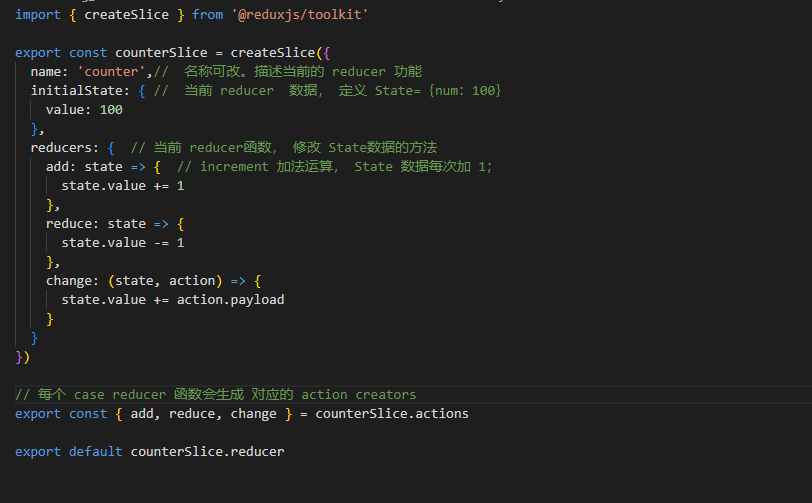 import { createSlice } from '@reduxjs/toolkit'
export const counterSlice = createSlice({
name: 'counter',// 名称可改。描述当前的 reducer 功能
initialState: { // 当前 reducer 数据， 定义 State= {num：100}
value: 100
},
reducers: { // 当前 reducer函数， 修改 State数据的方法
add: state => { // increment 加法运算， State 数据每次加 1；
state.value += 1
},
reduce: state => {
state.value -= 1
},
change: (state, action) => {
state.value += action.payload
}
}
})
// 每个 case reducer 函数会生成 对应的 action creators
export const { add, reduce, change } = counterSlice.actions
export default counterSlice.reducer